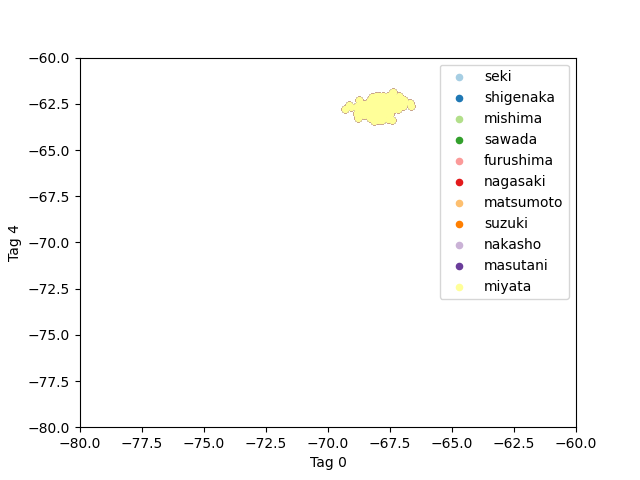 −60.0
−62.5
−65.0
−67.5
−70.0
−72.5
−75.0
−77.5
−80.0
Tag 4
seki
shigenaka
mishima
sawada
furushima
nagasaki
matsumoto
suzuki
nakasho
masutani
miyata
−80.0 −77.5 −75.0 −72.5 −70.0 −67.5 −65.0 −62.5 −60.0
Tag 0